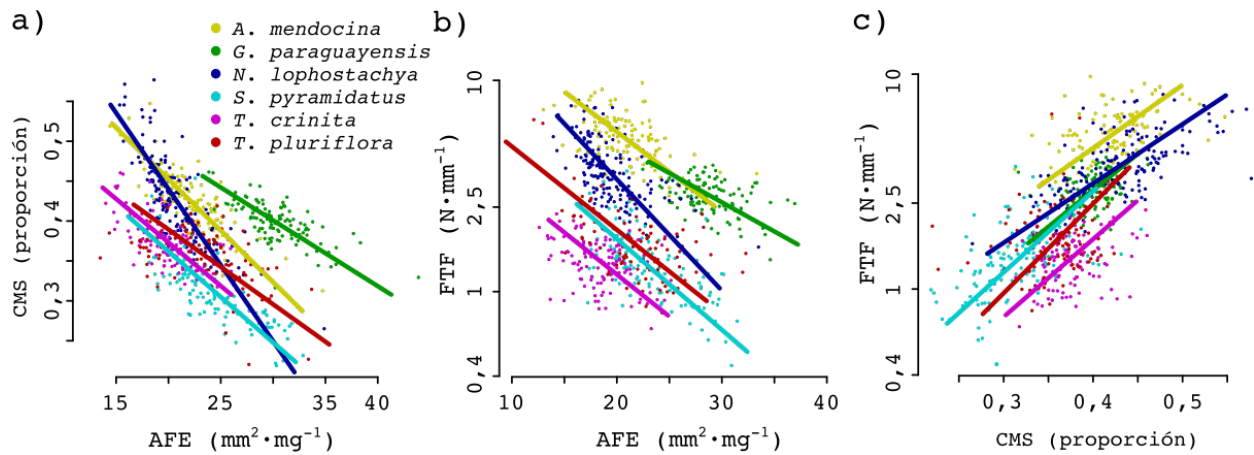 a)
A. mendocina
G. paraguayensis
N. lophostachya
S. pyramidatus
T. crinita
T. pluriflora
CMS (proporción)
0,3 0,4 0,5
15 25 35 40
AFE (mm²·mg⁻¹)
b)
FTF (N·mm⁻¹)
0,4 1 2,5 10
10 20 30 40
AFE (mm²·mg⁻¹)
c)
FTF (N·mm⁻¹)
0,4 1 2,5 10
0,3 0,4 0,5
CMS (proporción)